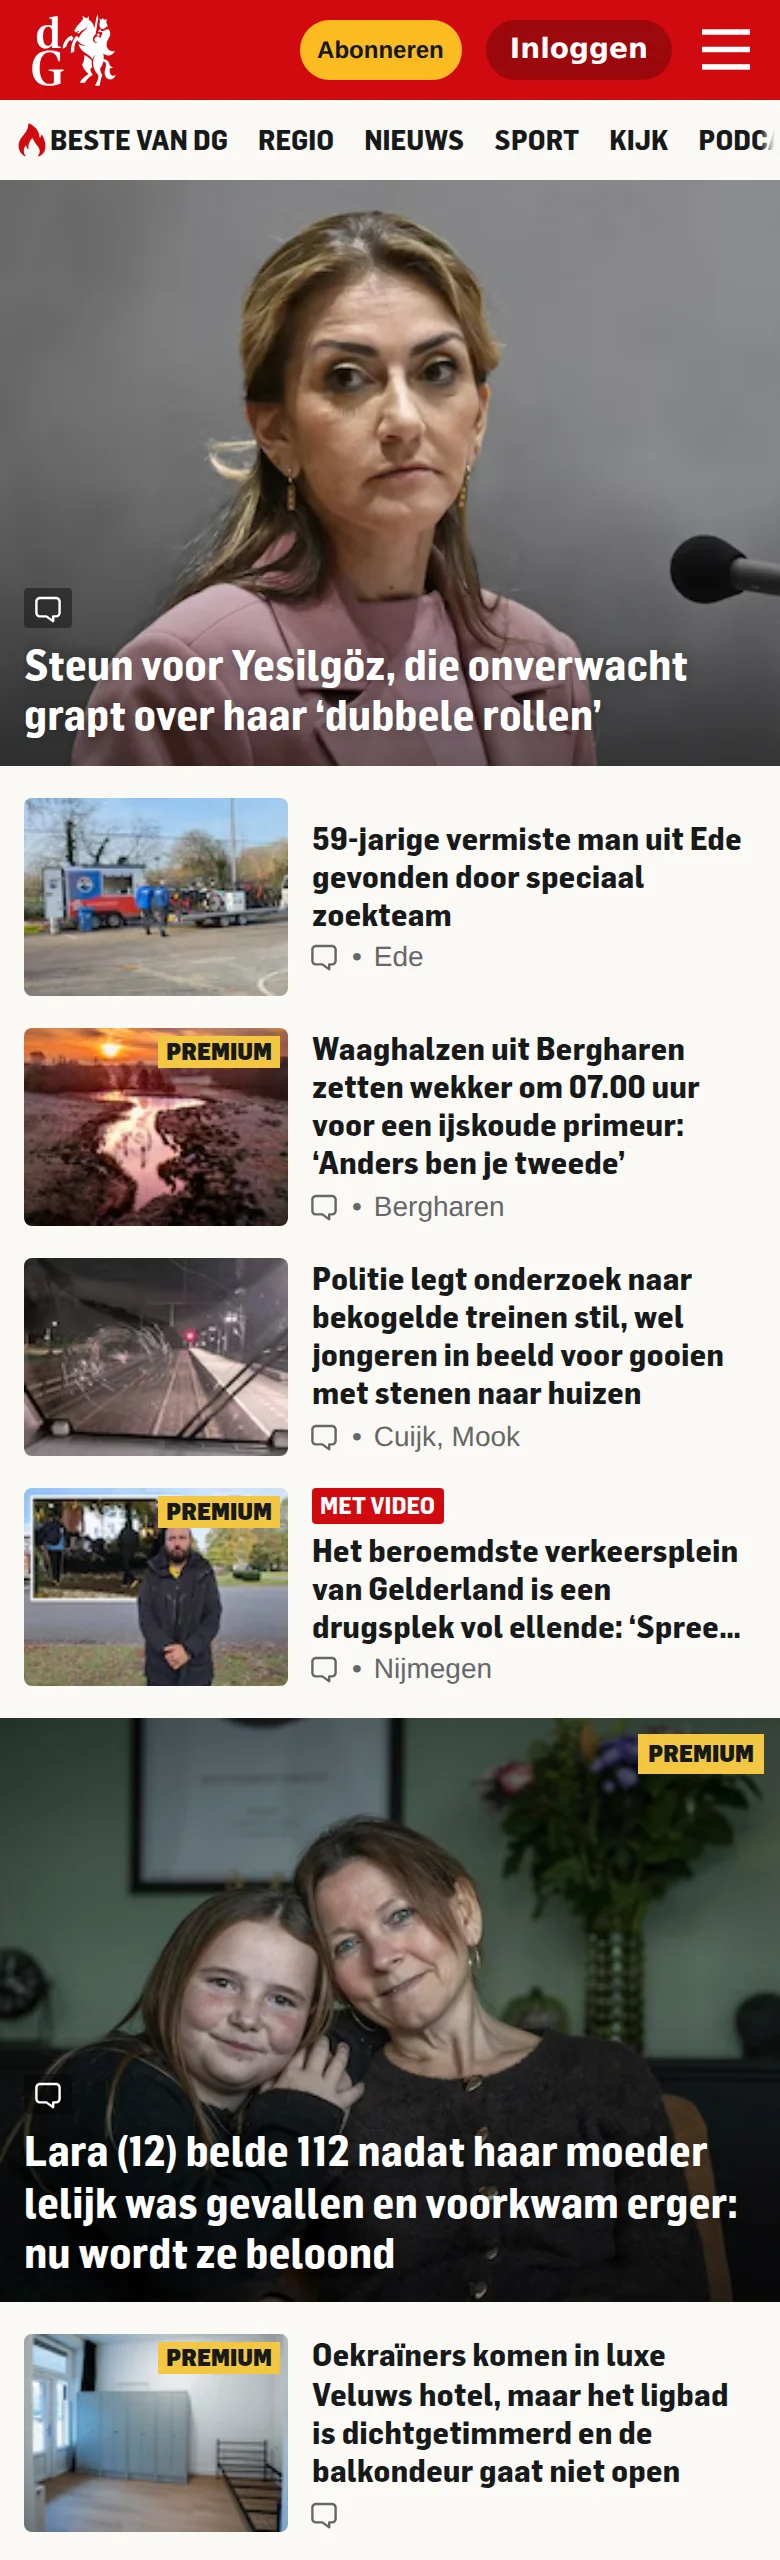 dG
Abonneren
Inloggen
BESTE VAN DG REGIO NIEUWS SPORT KIJK PODCA
Steun voor Yesilgöz, die onverwacht
grapt over haar ‘dubbele rollen’
59-jarige vermiste man uit Ede
gevonden door speciaal
zoekteam
• Ede
PREMIUM
Waaghalzen uit Bergharen
zetten wekker om 07.00 uur
voor een ijskoude primeur:
‘Anders ben je tweede’
• Bergharen
Politie legt onderzoek naar
bekogelde treinen stil, wel
jongeren in beeld voor gooien
met stenen naar huizen
• Cuijk, Mook
PREMIUM
MET VIDEO
Het beroemdste verkeersplein
van Gelderland is een
drugsplek vol ellende: ‘Spree...
• Nijmegen
PREMIUM
Lara (12) belde 112 nadat haar moeder
lelijk was gevallen en voorkwam erger:
nu wordt ze beloond
PREMIUM
Oekraïners komen in luxe
Veluws hotel, maar het ligbad
is dichtgetimmerd en de
balkondeur gaat niet open